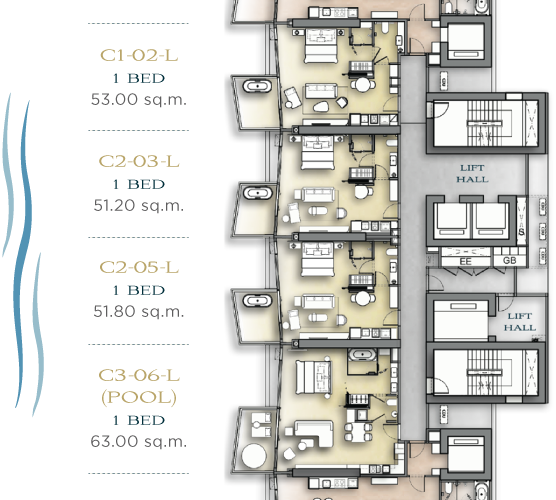 C1-02-L
1 BED
53.00 sq.m.
C2-03-L
1 BED
51.20 sq.m.
C2-05-L
1 BED
51.80 sq.m.
C3-06-L
(POOL)
1 BED
63.00 sq.m.
LIFT
HALL
S
EE
GB
LIFT
HALL